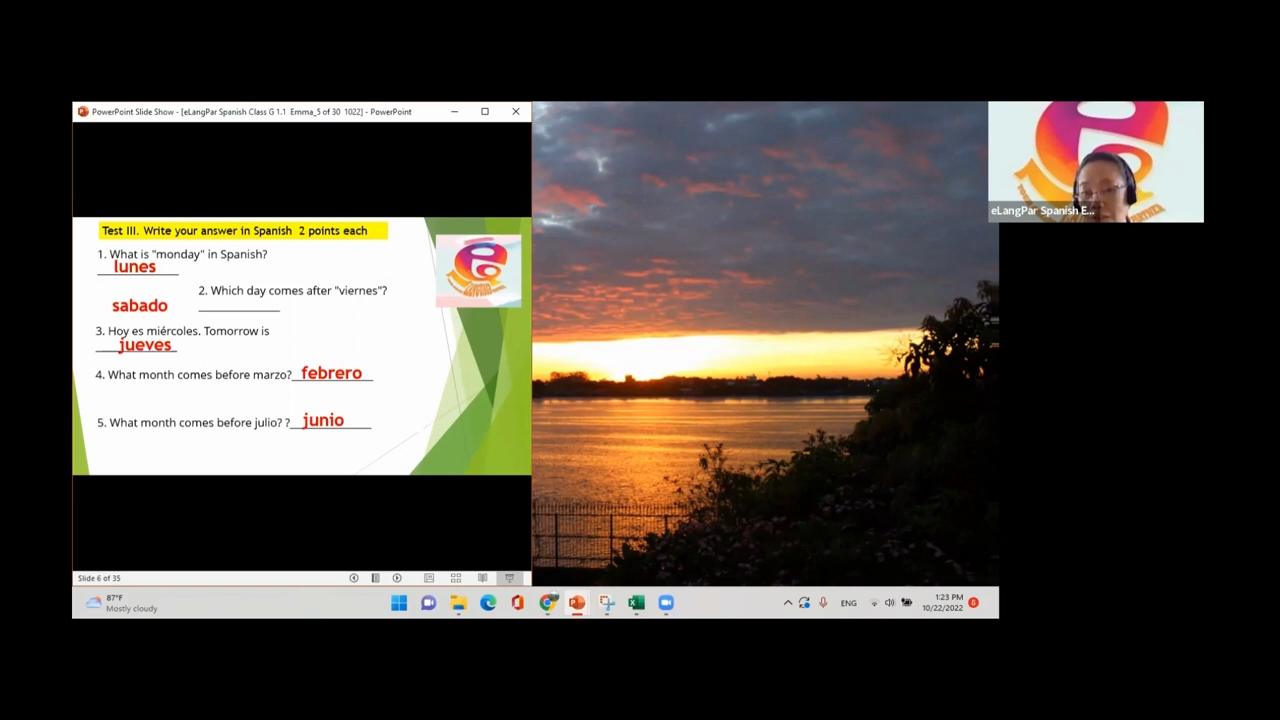 PowerPoint Slide Show - [eLangPar Spanish Class G 1.1 Emma_5 of 30 1022] - PowerPoint
Test III. Write your answer in Spanish 2 points each
1. What is "monday" in Spanish?
lunes
2. Which day comes after "viernes"?
sabado
3. Hoy es miércoles. Tomorrow is
jueves
4. What month comes before marzo? febrero
5. What month comes before julio? ? junio
eLangPar Spanish E...
Slide 6 of 35
87°F
Mostly cloudy
ENG
1:23 PM
10/22/2022